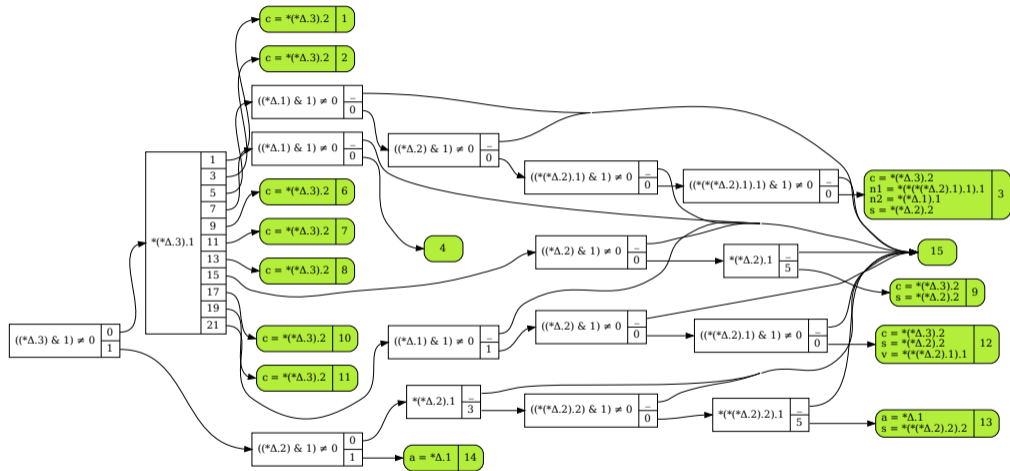 c = *(*Δ.3).2 1
c = *(*Δ.3).2 2
((*Δ.1) & 1) ≠ 0 _ 0
((*Δ.1) & 1) ≠ 0 _ 0
((*Δ.2) & 1) ≠ 0 _ 0
((*(*Δ.2).1) & 1) ≠ 0 _ 0
((*(*(*Δ.2).1).1) & 1) ≠ 0 _ 0
c = *(*Δ.3).2
n1 = *(*(*(*Δ.2).1).1).1
n2 = *(*Δ.1).1
s = *(*Δ.2).2
3
*(*Δ.3).1
1
3
5
7
9
11
13
15
17
19
21
c = *(*Δ.3).2 6
c = *(*Δ.3).2 7
c = *(*Δ.3).2 8
4
((*Δ.2) & 1) ≠ 0 _ 0
*(*Δ.2).1 _ 5
15
c = *(*Δ.3).2
s = *(*Δ.2).2
9
((*Δ.3) & 1) ≠ 0 0 1
c = *(*Δ.3).2 10
c = *(*Δ.3).2 11
((*Δ.1) & 1) ≠ 0 _ 1
((*Δ.2) & 1) ≠ 0 _ 0
((*(*Δ.2).1) & 1) ≠ 0 _ 0
c = *(*Δ.3).2
s = *(*Δ.2).2
v = *(*(*Δ.2).1).1
12
*(*Δ.2).1 _ 3
((*(*Δ.2).2) & 1) ≠ 0 _ 0
*(*(*Δ.2).2).1 _ 5
a = *Δ.1
s = *(*(*Δ.2).2).2
13
((*Δ.2) & 1) ≠ 0 0 1
a = *Δ.1 14